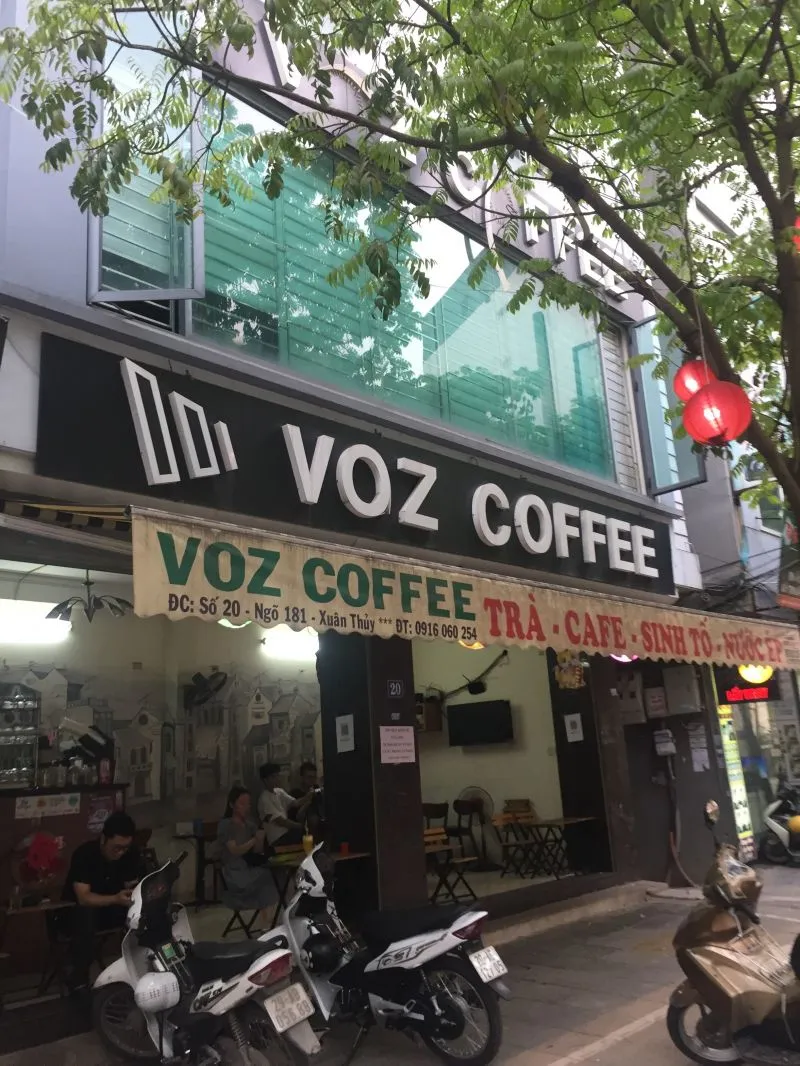 COFFEE
VOZ COFFEE
VOZ COFFEE
ĐC: Số 20 - Ngõ 181 - Xuân Thủy *** ĐT: 0916 060 254
TRÀ - CAFE - SINH TỐ - NƯỚC ÉP
20